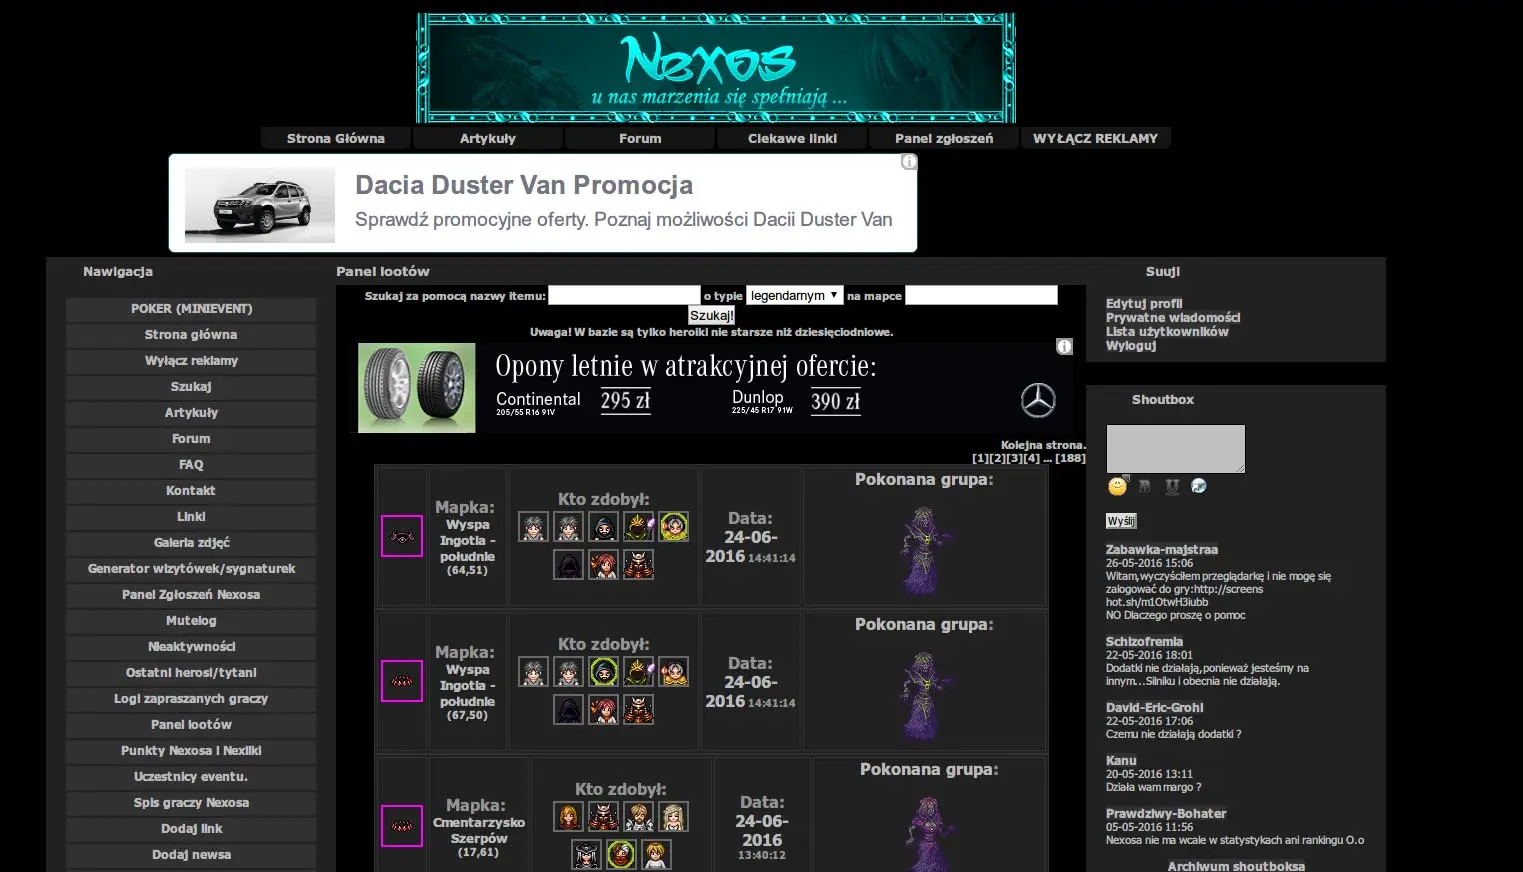 Nexos
u nas marzenia się spełniają ...
Strona Główna
Artykuły
Forum
Ciekawe linki
Panel zgłoszeń
WYŁĄCZ REKLAMY
Dacia Duster Van Promocja
Sprawdź promocyjne oferty. Poznaj możliwości Dacii Duster Van
Nawigacja
POKER (MINIEVENT)
Strona główna
Wyłącz reklamy
Szukaj
Artykuły
Forum
FAQ
Kontakt
Linki
Galeria zdjęć
Generator wizytówek/sygnaturek
Panel Zgłoszeń Nexosa
Mutelog
Nieaktywności
Ostatni herosi/tytani
Logi zapraszanych graczy
Panel lootów
Punkty Nexosa i Nexilki
Uczestnicy eventu.
Spis graczy Nexosa
Dodaj link
Dodaj newsa
Panel lootów
Szukaj za pomocą nazwy itemu: o typie legendarnym na mapce
Szukaj!
Uwaga! W bazie są tylko heroiki nie starsze niż dziesięciodniowe.
Opony letnie w atrakcyjnej ofercie:
Continental 295 zł Dunlop 390 zł
205/55 R16 91V 225/45 R17 91W
Kolejna strona.
[1][2][3][4] ... [188]
Mapka:
Wyspa
Ingotia -
południe
(64,51)
Kto zdobył:
Data:
24-06-
2016 14:41:14
Pokonana grupa:
Mapka:
Wyspa
Ingotia -
południe
(67,50)
Kto zdobył:
Data:
24-06-
2016 14:41:14
Pokonana grupa:
Mapka:
Cmentarzysko
Szerpów
(17,61)
Kto zdobył:
Data:
24-06-
2016
13:40:12
Pokonana grupa:
Suuji
Edytuj profil
Prywatne wiadomości
Lista użytkowników
Wyloguj
Shoutbox
B U
Wyślij
Zabawka-majstraa
26-05-2016 15:06
Witam,wyczyściłem przeglądarkę i nie mogę się
zalogować do gry:http://screens
hot.sh/m1OtwH3iubb
NO Dlaczego proszę o pomoc
Schizofremia
22-05-2016 18:01
Dodatki nie działają,ponieważ jesteśmy na
innym...Silniku i obecnia nie działają.
David-Eric-Grohl
22-05-2016 17:06
Czemu nie działają dodatki ?
Kanu
20-05-2016 13:11
Działa wam margo ?
Prawdziwy-Bohater
05-05-2016 11:56
Nexosa nie ma wcale w statystykach ani rankingu O.o
Archiwum shoutboksa